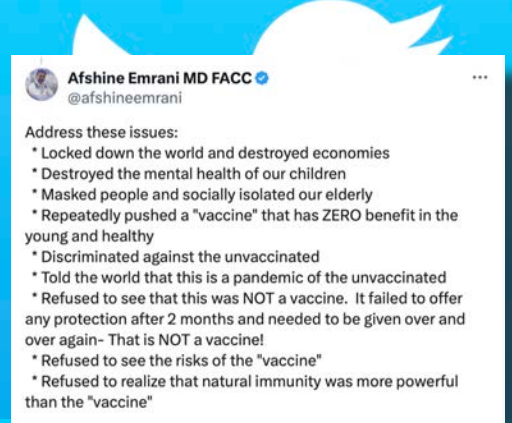 Afshine Emrani MD FACC
@afshineemrani
Address these issues:
* Locked down the world and destroyed economies
* Destroyed the mental health of our children
* Masked people and socially isolated our elderly
* Repeatedly pushed a "vaccine" that has ZERO benefit in the
young and healthy
* Discriminated against the unvaccinated
* Told the world that this is a pandemic of the unvaccinated
* Refused to see that this was NOT a vaccine.  It failed to offer
any protection after 2 months and needed to be given over and
over again- That is NOT a vaccine!
* Refused to see the risks of the "vaccine"
* Refused to realize that natural immunity was more powerful
than the "vaccine"